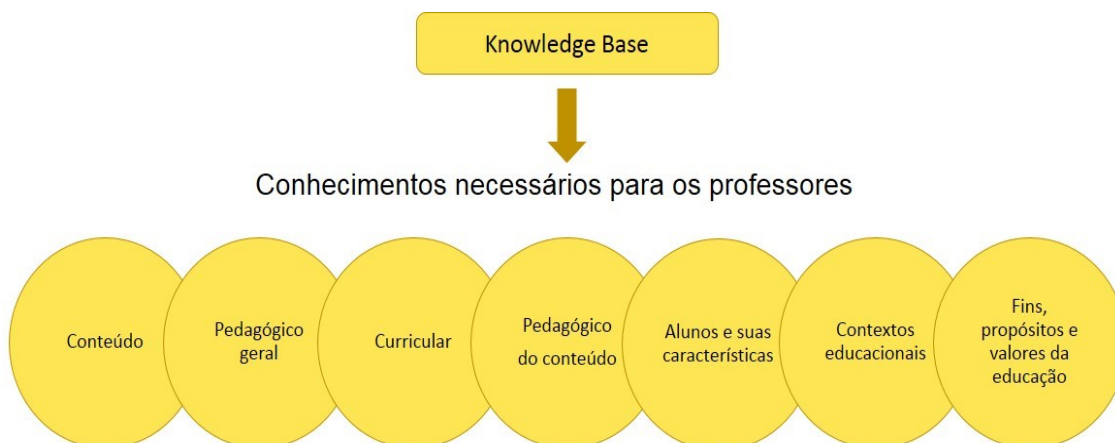 Knowledge Base
Conhecimentos necessários para os professores
Conteúdo
Pedagógico
geral
Curricular
Pedagógico
do conteúdo
Alunos e suas
características
Contextos
educacionais
Fins,
propósitos e
valores da
educação